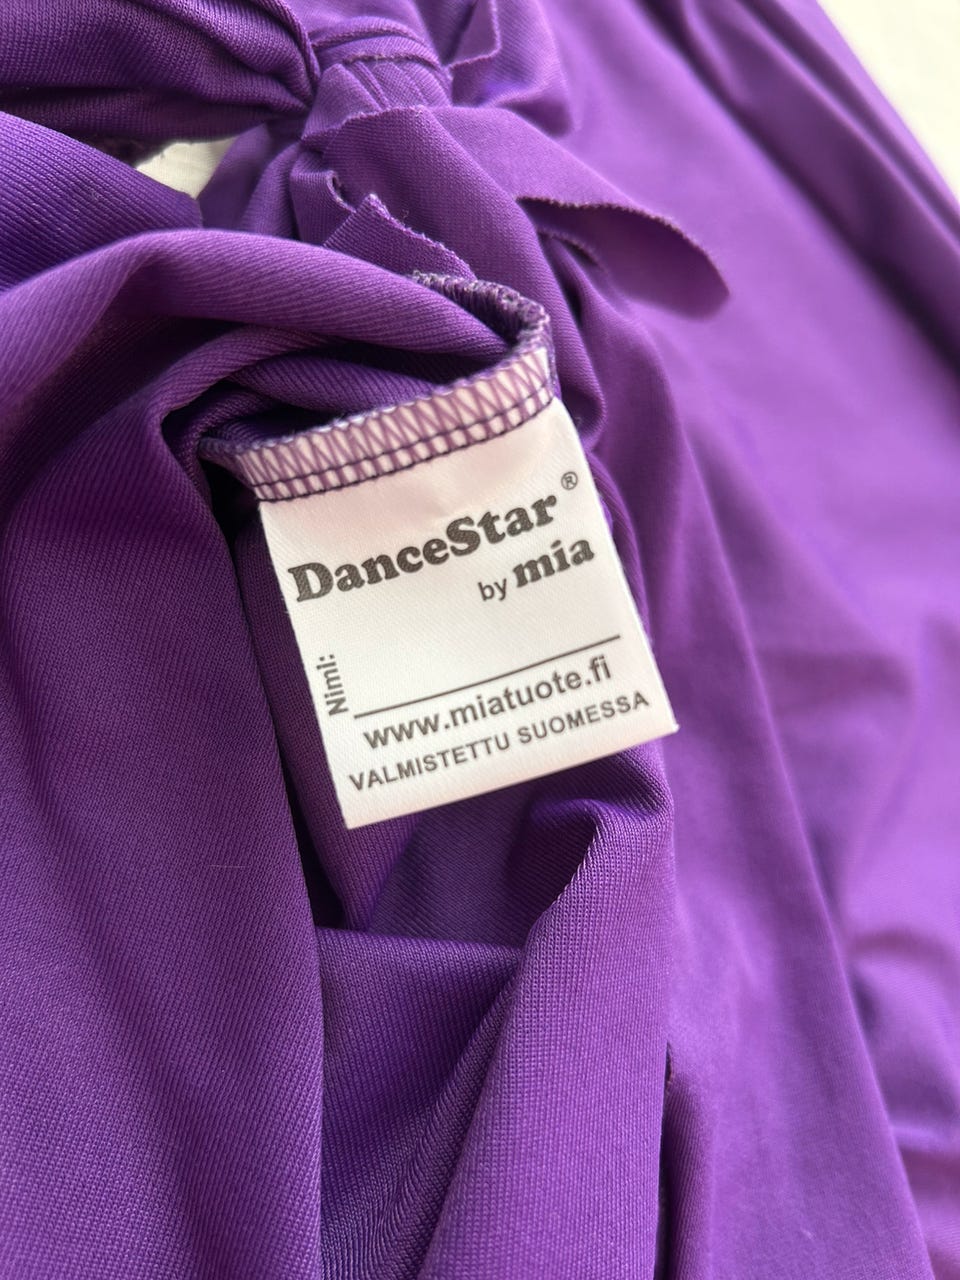 DanceStar®
by mia
Nimi:
www.miatuote.fi
VALMISTETTU SUOMESSA